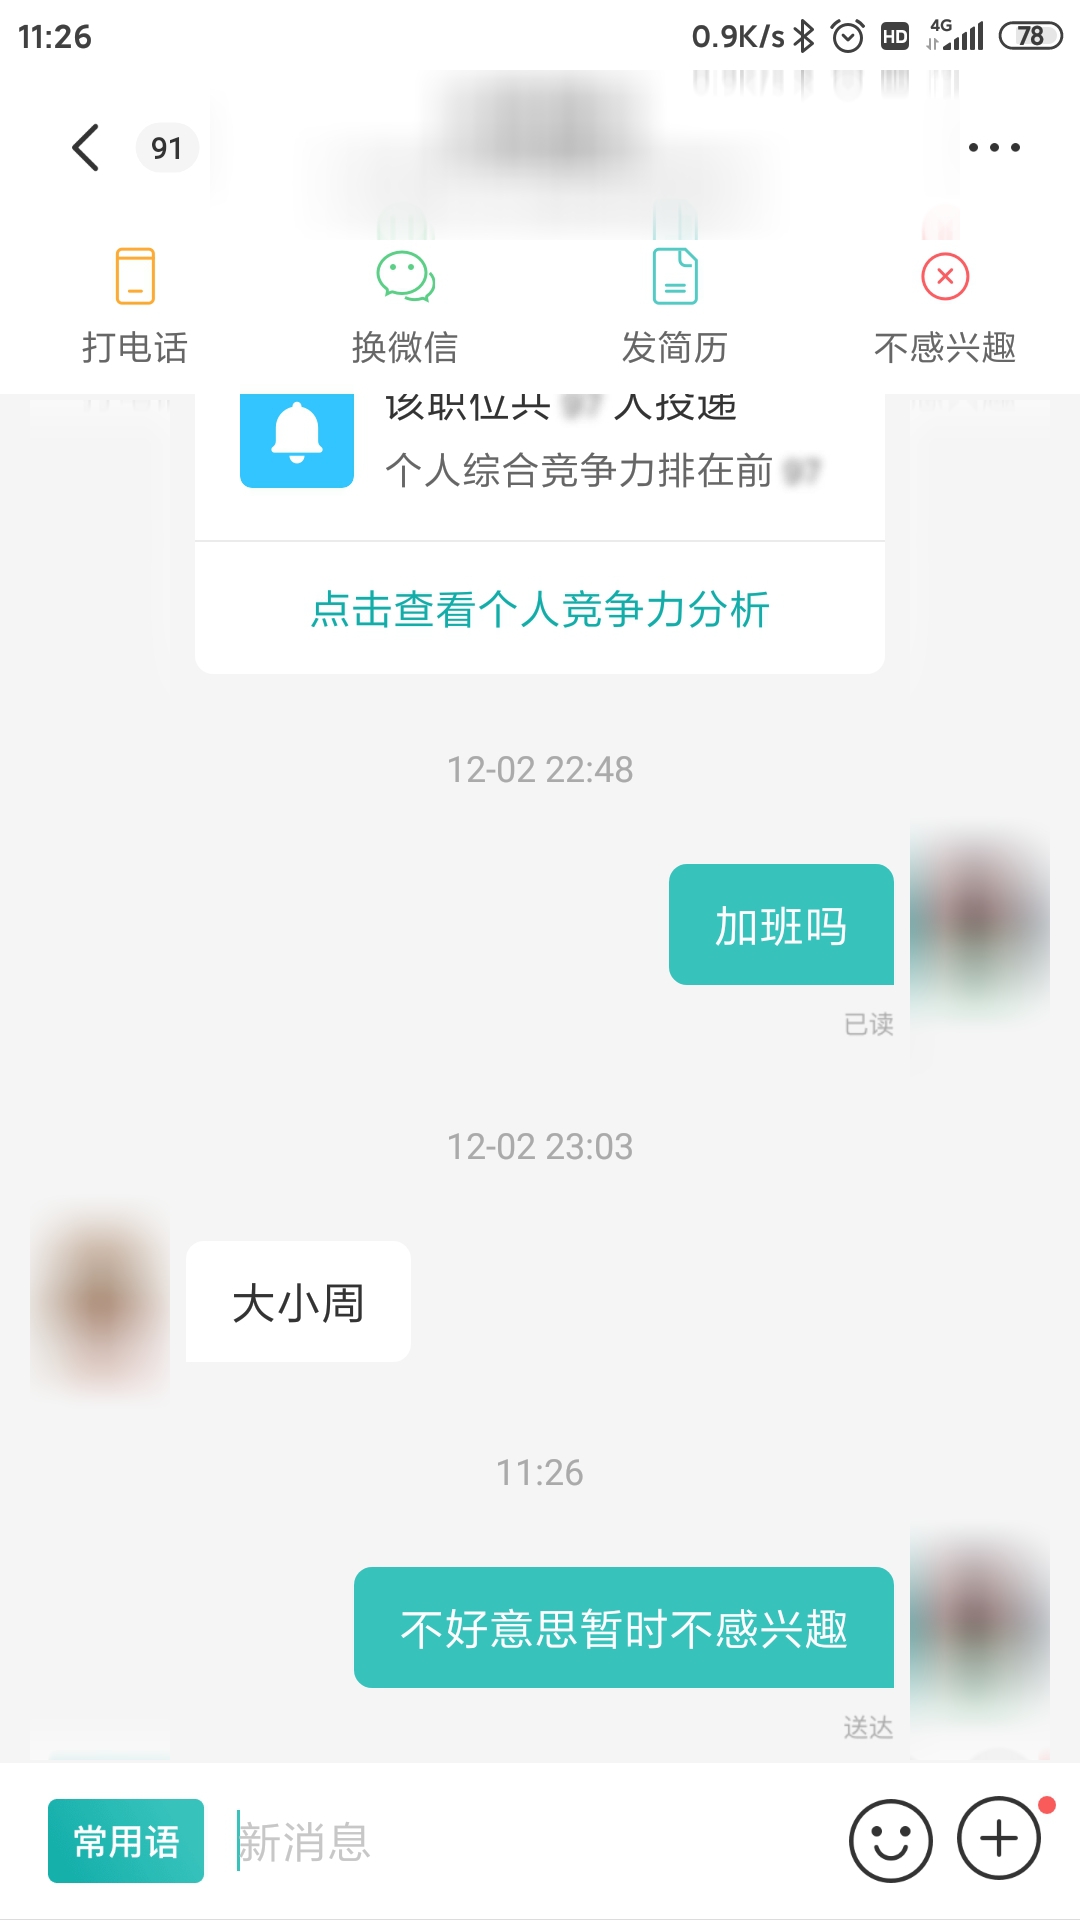 11:26
0.9K/s
HD
4G
78
91
打电话
换微信
发简历
不感兴趣
该职位共 97 人投递
个人综合竞争力排在前 97
点击查看个人竞争力分析
12-02 22:48
加班吗
已读
12-02 23:03
大小周
11:26
不好意思暂时不感兴趣
送达
常用语
新消息